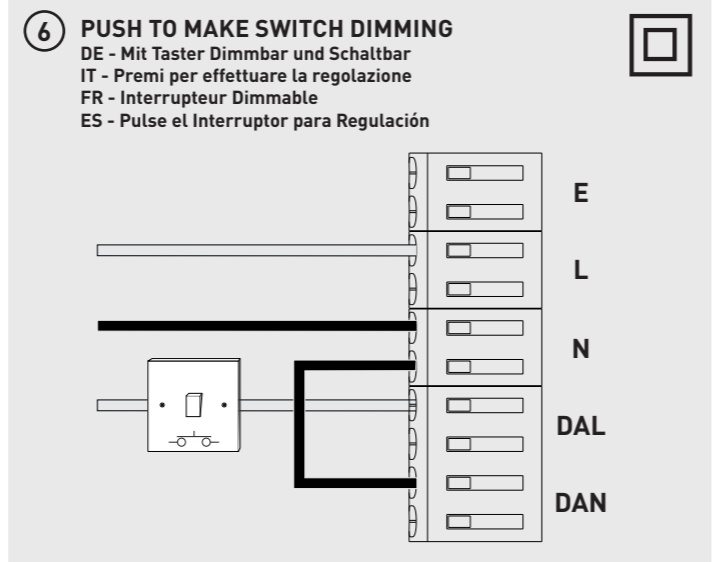 6 PUSH TO MAKE SWITCH DIMMING
DE - Mit Taster Dimmbar und Schaltbar
IT - Premi per effettuare la regolazione
FR - Interrupteur Dimmable
ES - Pulse el Interruptor para Regulación
E
L
N
DAL
DAN